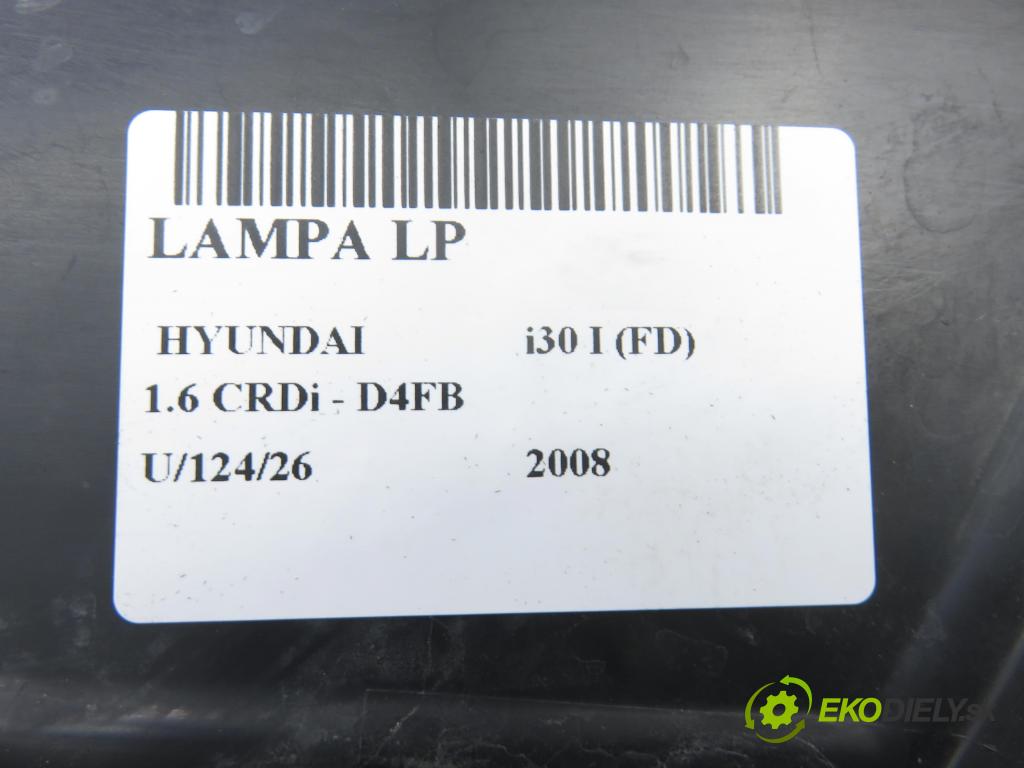 LAMPA LP
HYUNDAI i30 I (FD)
1.6 CRDi - D4FB
U/124/26 2008
EKODIELY.sk